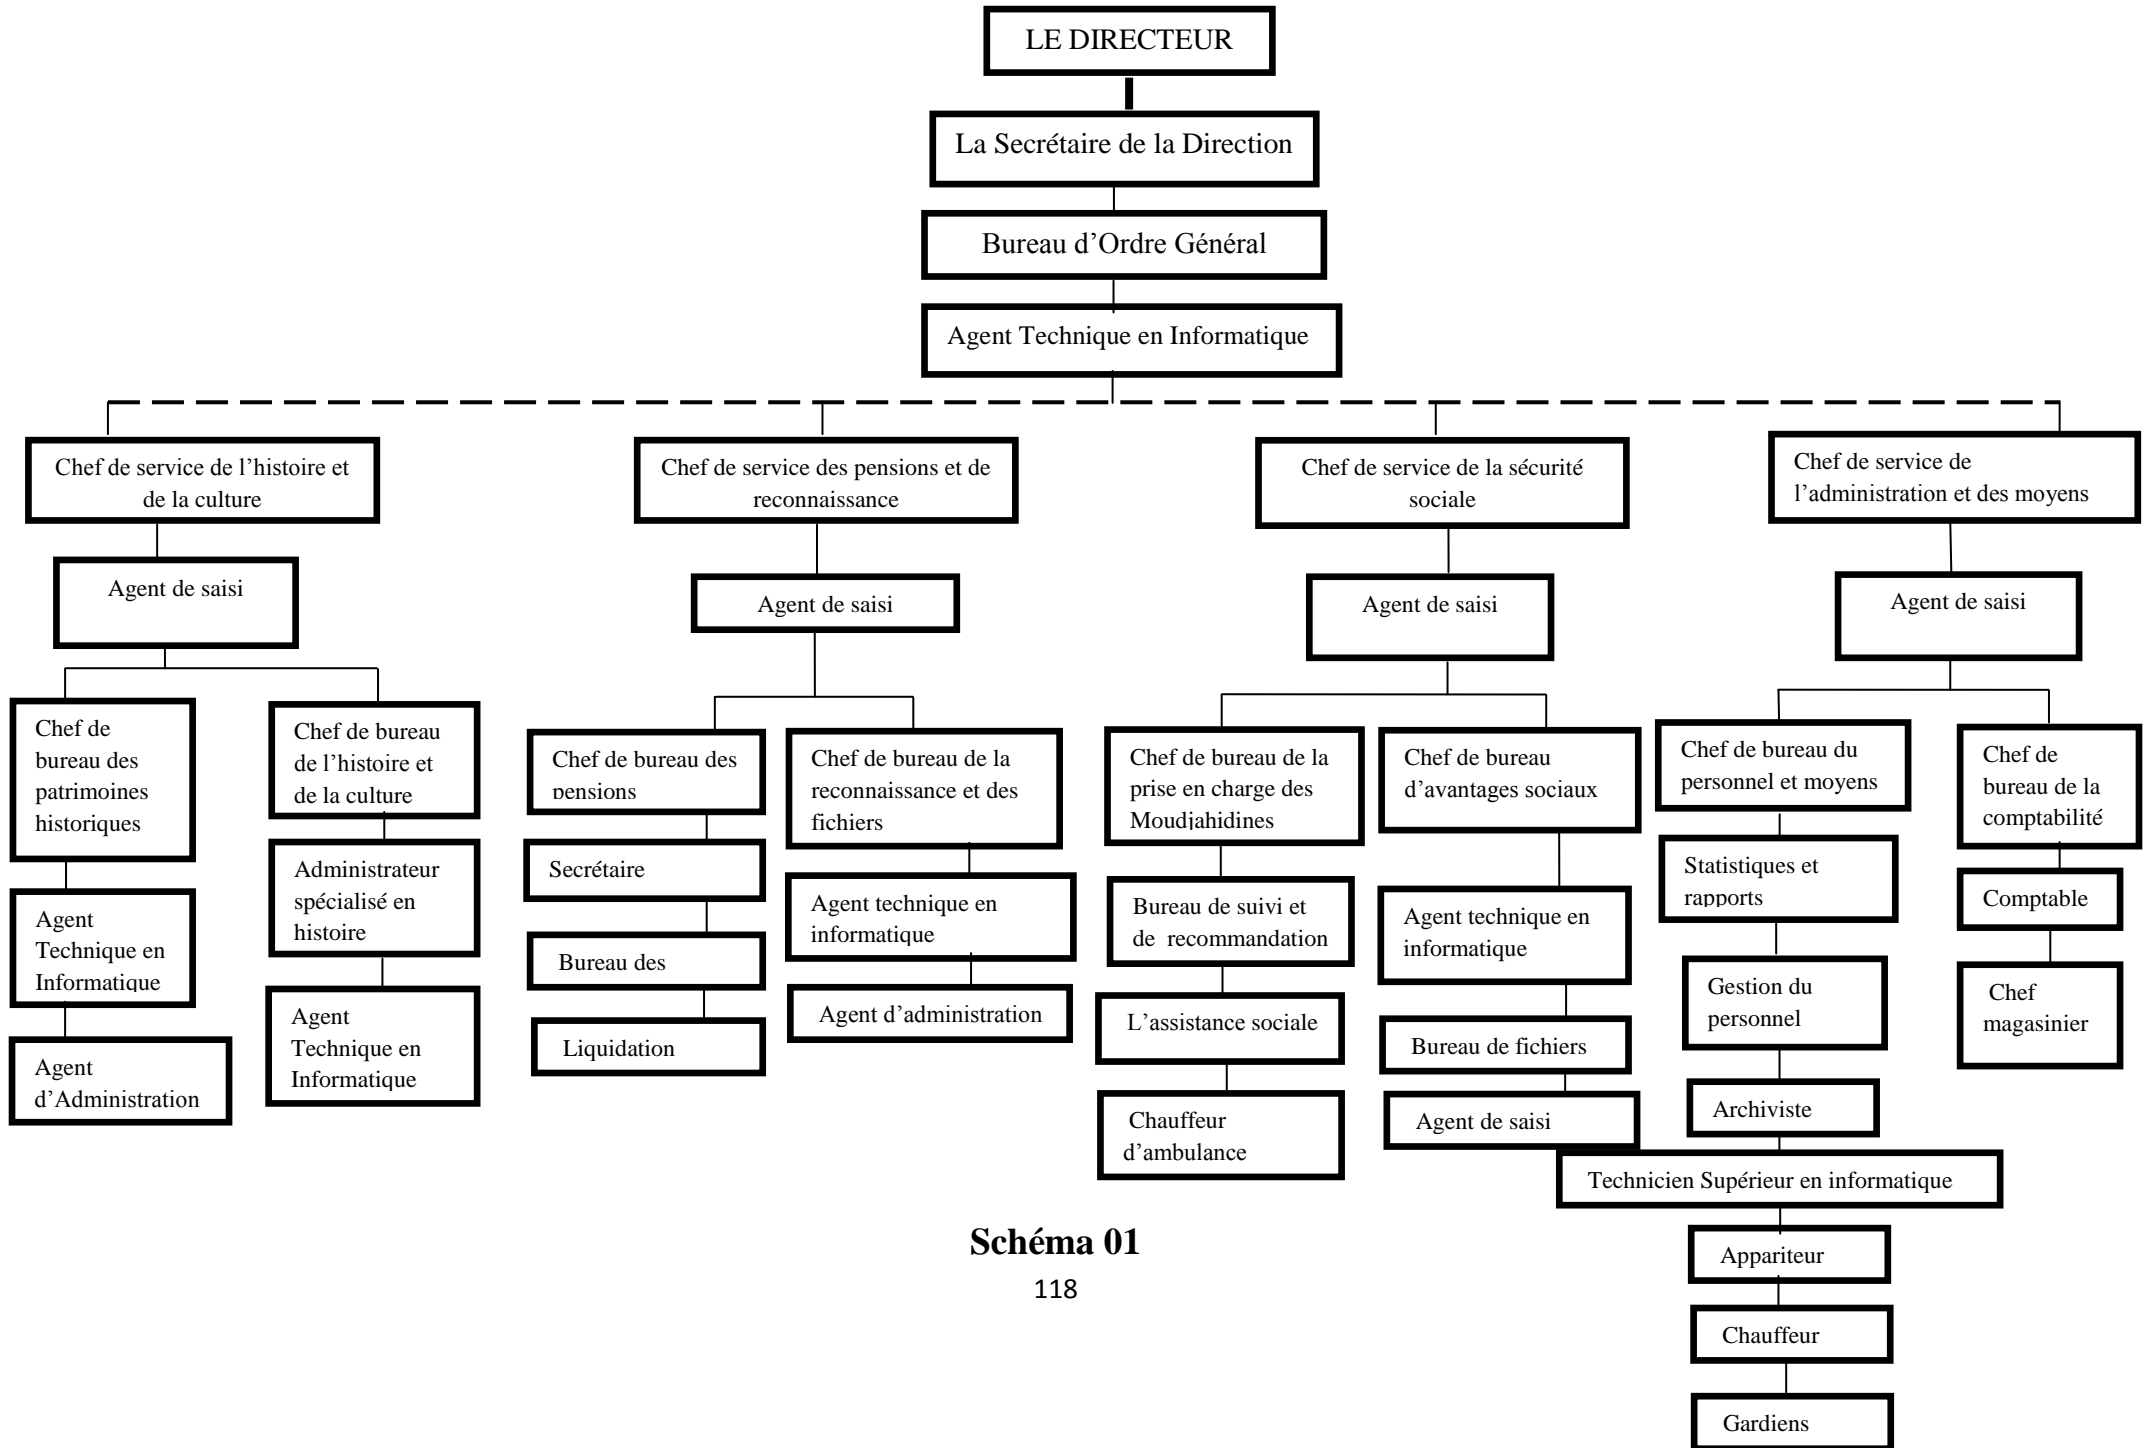 LE DIRECTEUR
La Secrétaire de la Direction
Bureau d’Ordre Général
Agent Technique en Informatique
Chef de service de l’histoire et
de la culture
Agent de saisi
Chef de
bureau des
patrimoines
historiques
Agent
Technique en
Informatique
Agent
d’Administration
Chef de bureau
de l’histoire et
de la culture
Administrateur
spécialisé en
histoire
Agent
Technique en
Informatique
Chef de service des pensions et de
reconnaissance
Agent de saisi
Chef de bureau des
pensions
Secrétaire
Bureau des
Liquidation
Chef de bureau de la
reconnaissance et des
fichiers
Agent technique en
informatique
Agent d’administration
Chef de service de la sécurité
sociale
Agent de saisi
Chef de bureau de la
prise en charge des
Moudjahidines
Bureau de suivi et
de recommandation
L’assistance sociale
Chauffeur
d’ambulance
Chef de bureau
d’avantages sociaux
Agent technique en
informatique
Bureau de fichiers
Agent de saisi
Chef de service de
l’administration et des moyens
Agent de saisi
Chef de bureau du
personnel et moyens
Statistiques et
rapports
Gestion du
personnel
Archiviste
Technicien Supérieur en informatique
Appariteur
Chauffeur
Gardiens
Chef de
bureau de la
comptabilité
Comptable
Chef
magasinier
Schéma 01
118